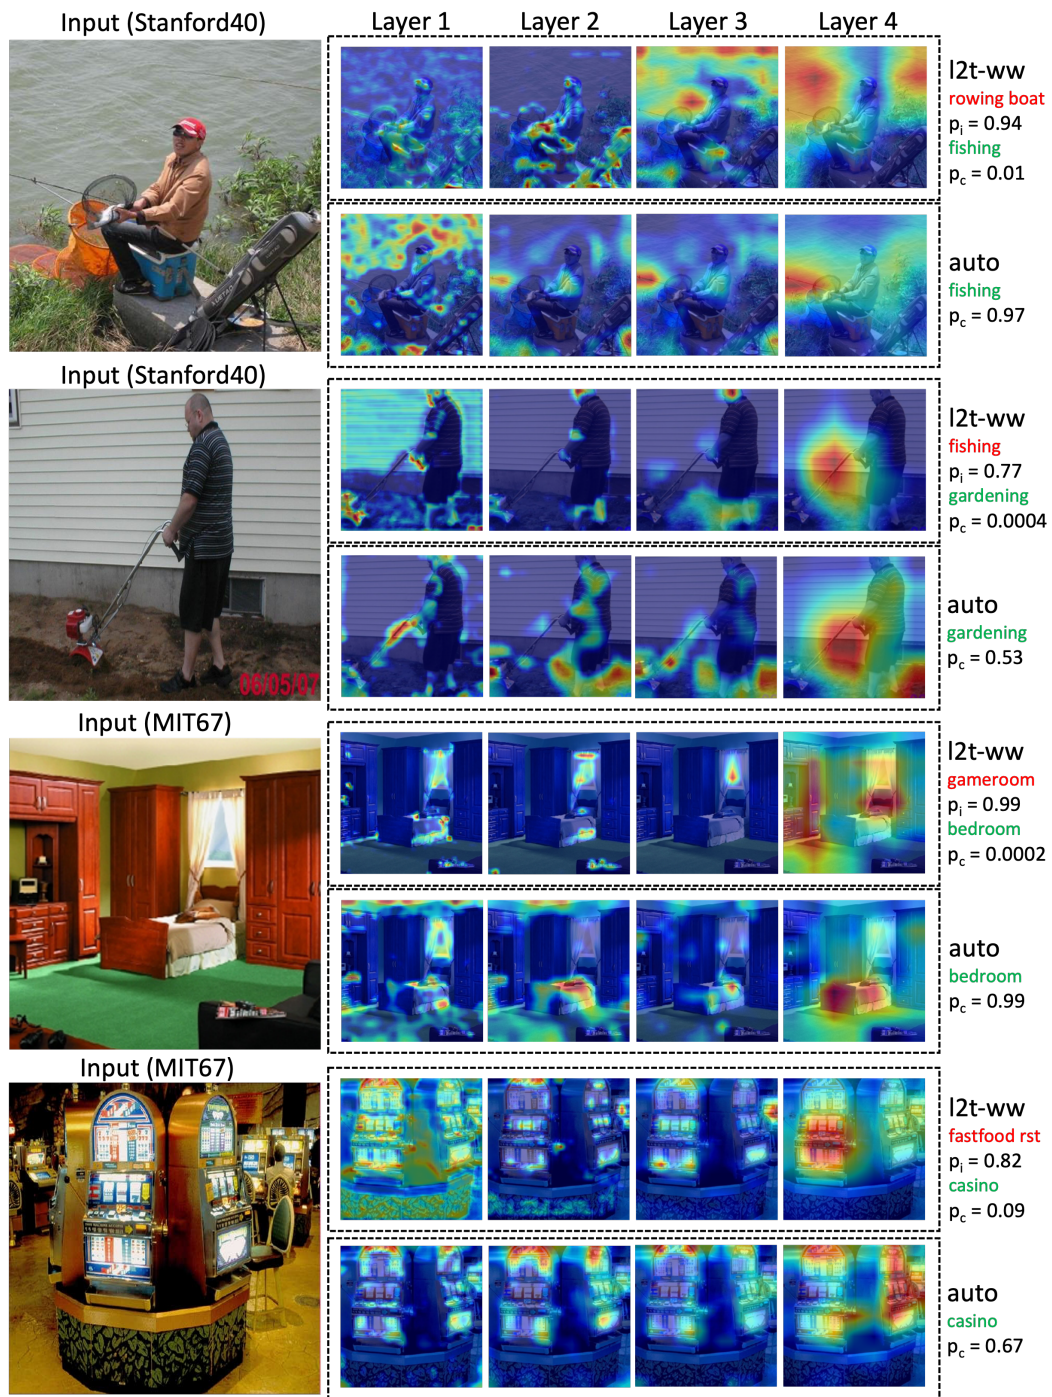 Input (Stanford40)
Layer 1
Layer 2
Layer 3
Layer 4
l2t-ww
rowing boat
pi = 0.94
fishing
pc = 0.01
auto
fishing
pc = 0.97
Input (Stanford40)
06/05/07
l2t-ww
fishing
pi = 0.77
gardening
pc = 0.0004
auto
gardening
pc = 0.53
Input (MIT67)
l2t-ww
gameroom
pi = 0.99
bedroom
pc = 0.0002
auto
bedroom
pc = 0.99
Input (MIT67)
l2t-ww
fastfood rst
pi = 0.82
casino
pc = 0.09
auto
casino
pc = 0.67